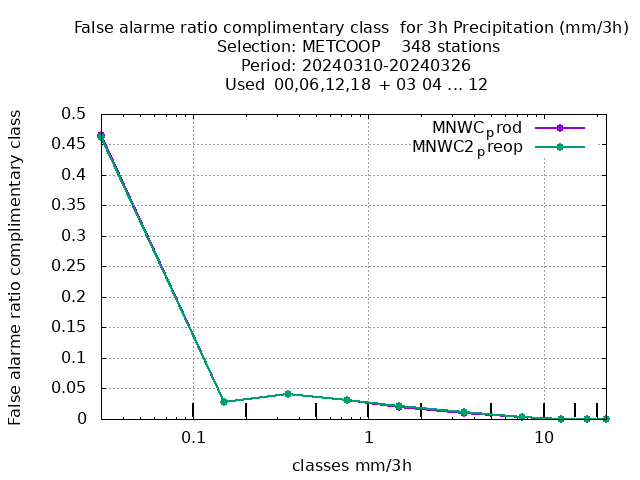 False alarme ratio complimentary class  for 3h Precipitation (mm/3h)
Selection: METCOOP    348 stations
Period: 20240310-20240326
Used  00,06,12,18 + 03 04 ... 12
MNWCprod
MNWC2preop
False alarme ratio complimentary class
0.5
0.45
0.4
0.35
0.3
0.25
0.2
0.15
0.1
0.05
0
0.1 1 10
classes mm/3h